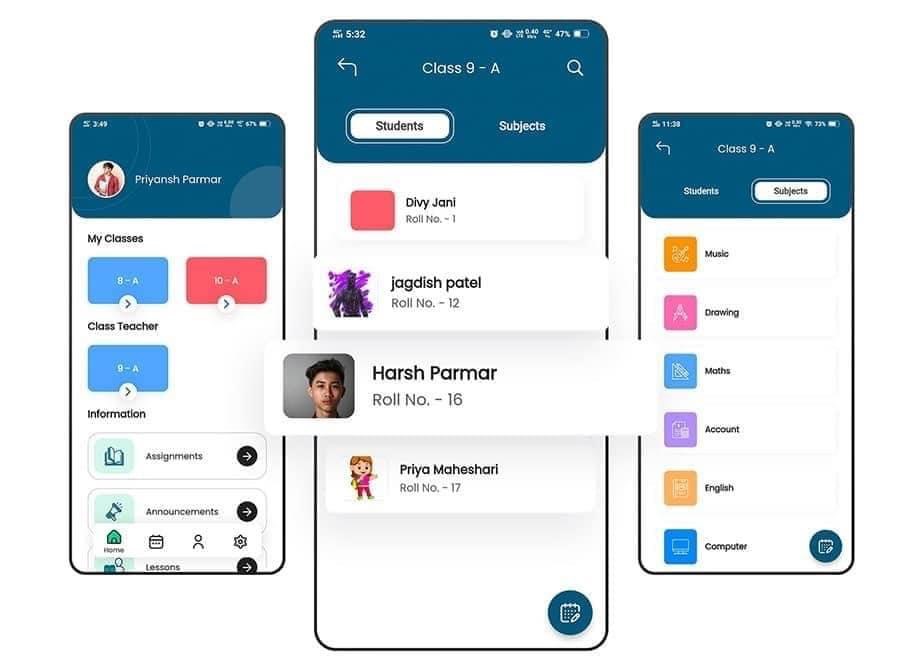 3:49
67%
Priyansh Parmar
My Classes
8 - A
10 - A
Class Teacher
9 - A
Information
Assignments
Announcements
Home
Lessons
5:32
0.40
47%
Class 9 - A
Students
Subjects
Divy Jani
Roll No. - 1
jagdish patel
Roll No. - 12
Harsh Parmar
Roll No. - 16
Priya Maheshari
Roll No. - 17
11:38
73%
Class 9 - A
Students
Subjects
Music
Drawing
Maths
Account
English
Computer